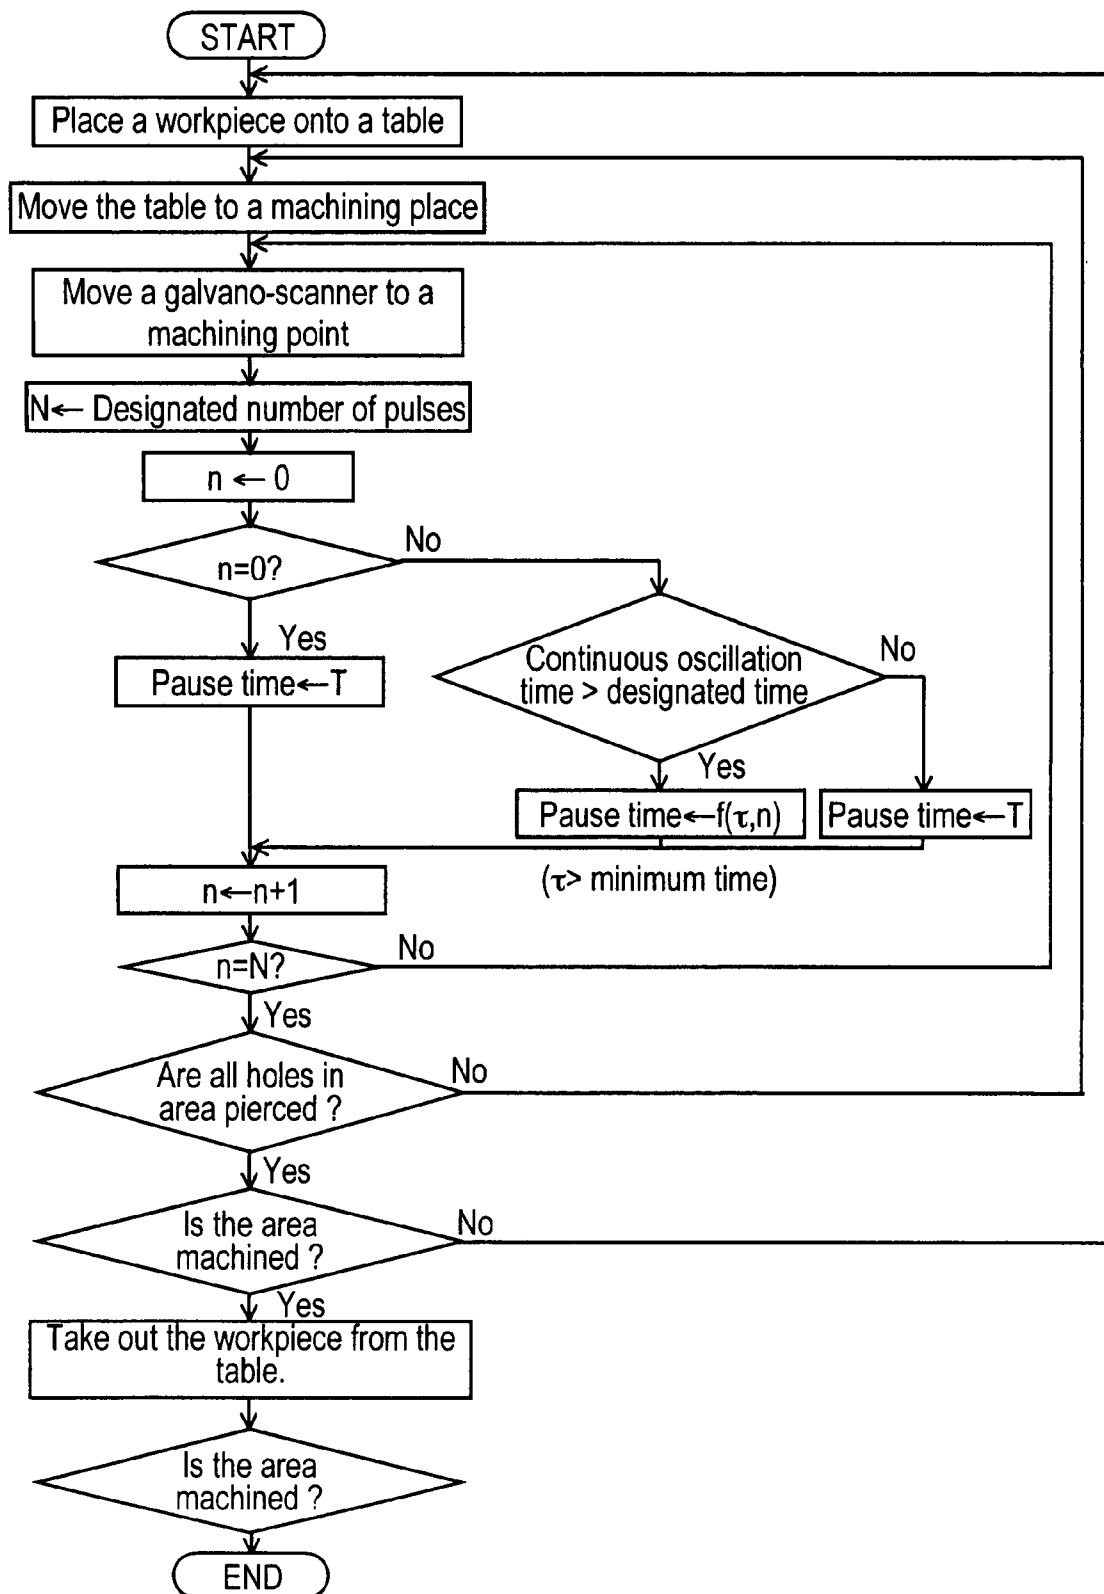 START
Place a workpiece onto a table
Move the table to a machining place
Move a galvano-scanner to a
machining point
N← Designated number of pulses
n ← 0
n=0?
No
Yes
Continuous oscillation
time > designated time
No
Pause time←T
Yes
Pause time←f(τ,n)
Pause time←T
(τ> minimum time)
n←n+1
n=N?
No
Yes
Are all holes in
area pierced ?
No
Yes
Is the area
machined ?
No
Yes
Take out the workpiece from the
table.
Is the area
machined ?
END